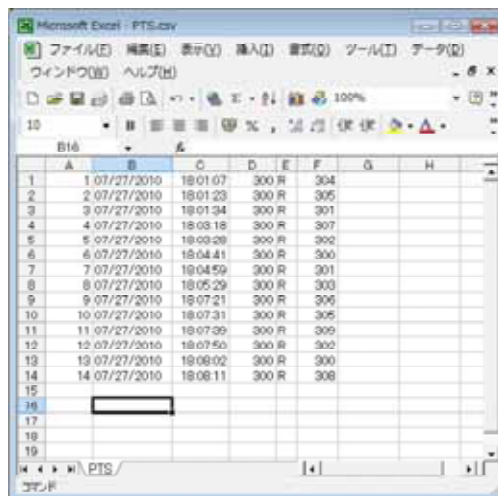 Microsoft Excel - PTS.csv
ファイル(F) 編集(E) 表示(V) 挿入(I) 書式(O) ツール(T) データ(D)
ウィンドウ(W) ヘルプ(H)
100%
10
B16
A B C D E F G H
1 1 07/27/2010 18:01:07 300 R 304
2 2 07/27/2010 18:01:23 300 R 305
3 3 07/27/2010 18:01:34 300 R 301
4 4 07/27/2010 18:03:18 300 R 307
5 5 07/27/2010 18:03:28 300 R 302
6 6 07/27/2010 18:04:41 300 R 300
7 7 07/27/2010 18:04:59 300 R 301
8 8 07/27/2010 18:05:29 300 R 303
9 9 07/27/2010 18:07:21 300 R 306
10 10 07/27/2010 18:07:31 300 R 305
11 11 07/27/2010 18:07:39 300 R 309
12 12 07/27/2010 18:07:50 300 R 302
13 13 07/27/2010 18:08:02 300 R 300
14 14 07/27/2010 18:08:11 300 R 308
15
16
17
18
19
PTS
コマンド